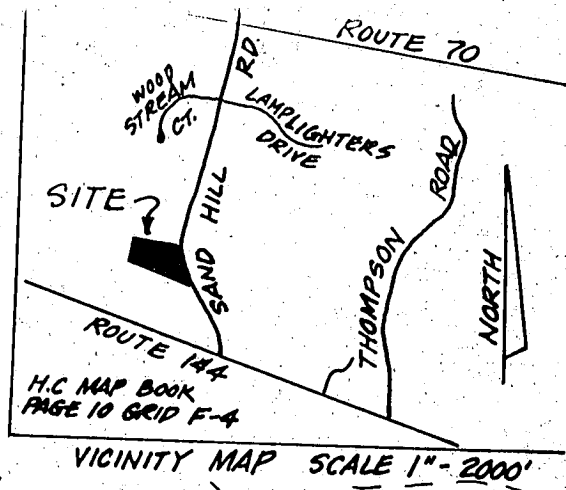 ROUTE 70
RD.
WOOD
STREAM
CT.
LAMPLIGHTERS
DRIVE
SITE
SAND HILL
THOMPSON ROAD
NORTH
ROUTE 144
H.C MAP BOOK
PAGE 10 GRID F-4
VICINITY MAP SCALE 1"- 2000'